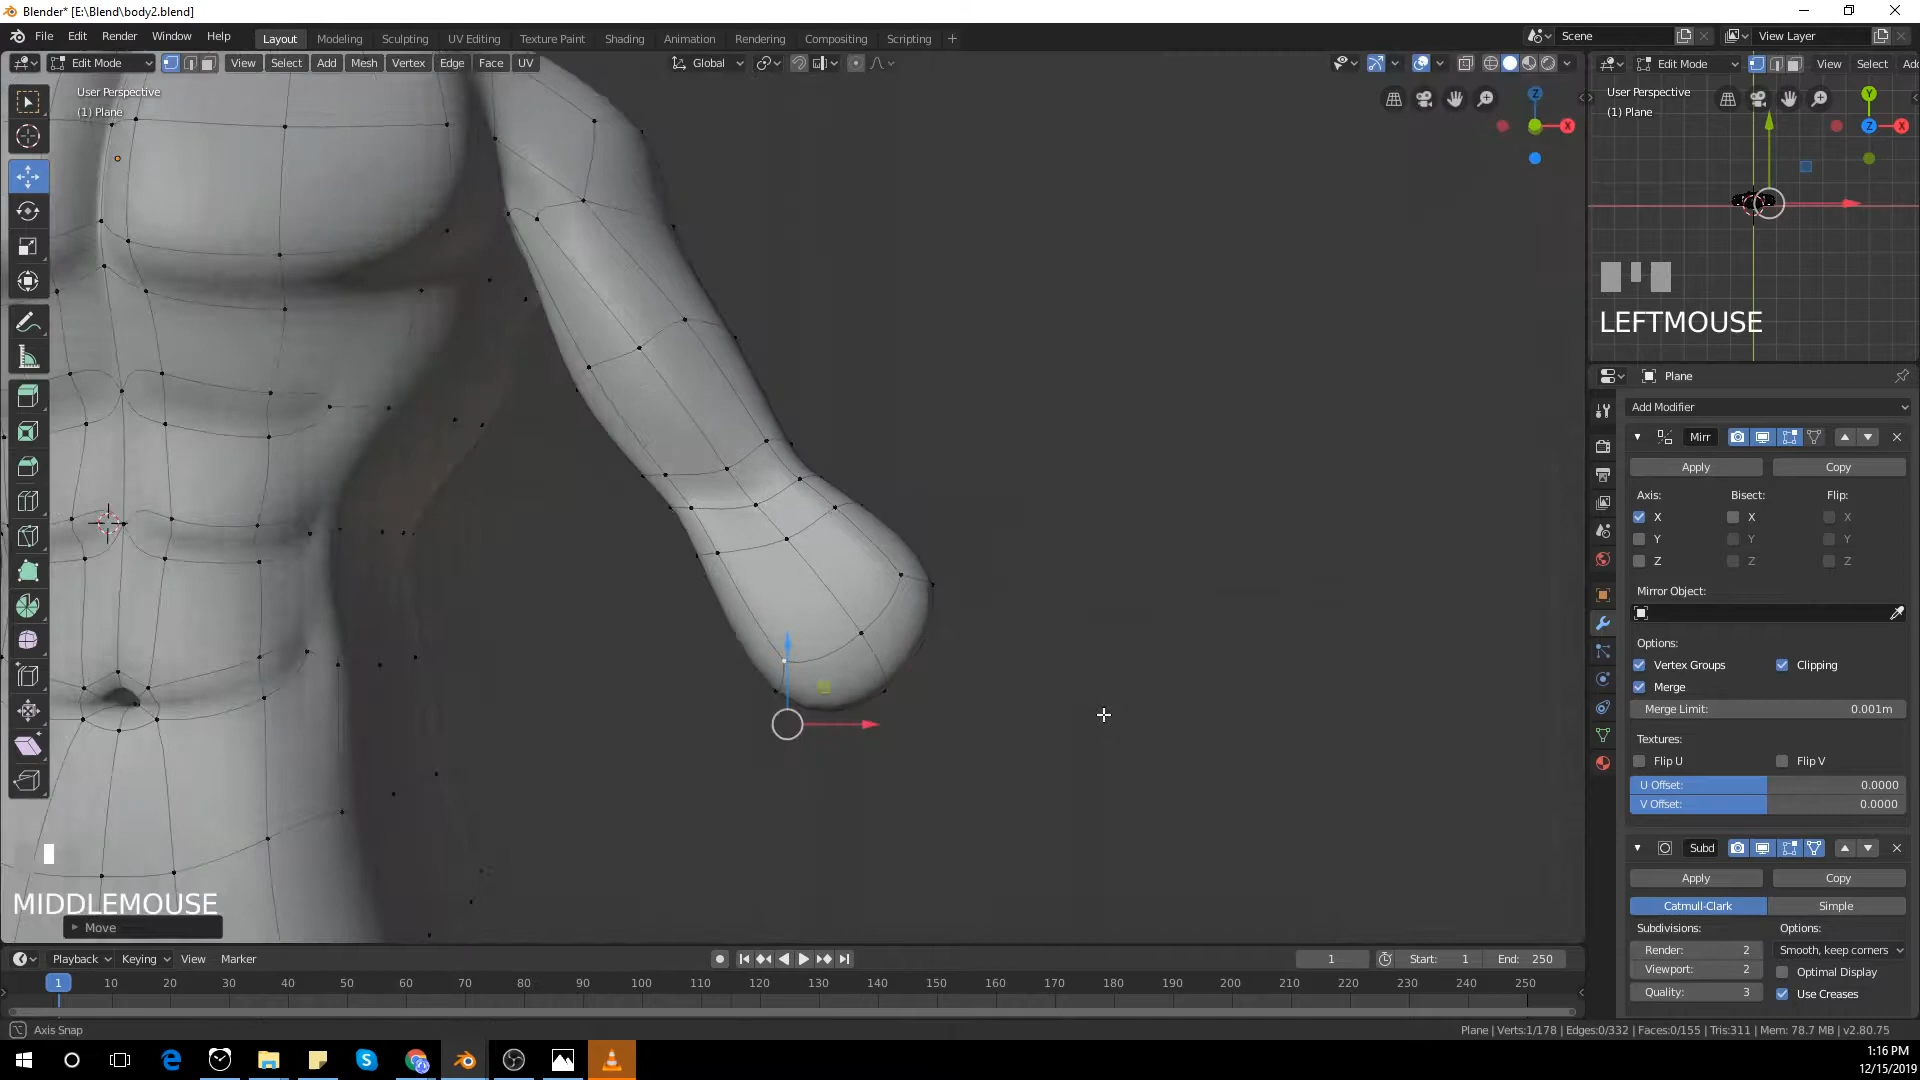 Blender* [E:\Blend\body2.blend]
File Edit Render Window Help
Layout Modeling Sculpting UV Editing Texture Paint Shading Animation Rendering Compositing Scripting +
Scene
View Layer
Edit Mode View Select Add Mesh Vertex Edge Face UV
Global
Edit Mode View Select Ad
User Perspective
(1) Plane
Z
X
User Perspective
(1) Plane
Y
Z
X
LEFTMOUSE
Plane
Add Modifier
Mirr
Apply Copy
Axis: Bisect: Flip:
X X X
Y Y Y
Z Z Z
Mirror Object:
Options:
Vertex Groups Clipping
Merge
Merge Limit: 0.001m
Textures:
Flip U Flip V
U Offset: 0.0000
V Offset: 0.0000
Subd
Apply Copy
Catmull-Clark Simple
Subdivisions: Options:
Render: 2 Smooth, keep corners
Viewport: 2 Optimal Display
Quality: 3 Use Creases
MIDDLEMOUSE
Move
Playback Keying View Marker
1 Start: 1 End: 250
1 10 20 30 40 50 60 70 80 90 100 110 120 130 140 150 160 170 180 190 200 210 220 230 240 250
Axis Snap
Plane | Verts:1/178 | Edges:0/332 | Faces:0/155 | Tris:311 | Mem: 78.7 MB | v2.80.75
1:16 PM
12/15/2019